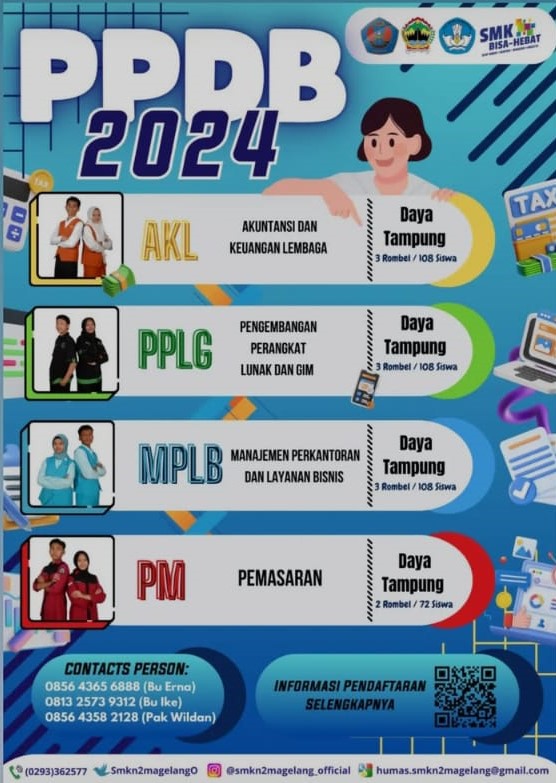 PPDB
2024
SMK
BISA-HEBAT
TAX
AKL
AKUNTANSI DAN
KEUANGAN LEMBAGA
Daya
Tampung
3 Rombel / 108 Siswa
TAX
PPLG
PENGEMBANGAN
PERANGKAT
LUNAK DAN GIM
Daya
Tampung
3 Rombel / 108 Siswa
MPLB
MANAJEMEN PERKANTORAN
DAN LAYANAN BISNIS
Daya
Tampung
3 Rombel / 108 Siswa
PM
PEMASARAN
Daya
Tampung
2 Rombel / 72 Siswa
CONTACTS PERSON:
0856 4365 6888 (Bu Erna)
0813 2573 9312 (Bu Ike)
0856 4358 2128 (Pak Wildan)
INFORMASI PENDAFTARAN
SELENGKAPNYA
(0293)362577 Smkn2magelang0 @smkn2magelang_official humas.smkn2magelang@gmail.com